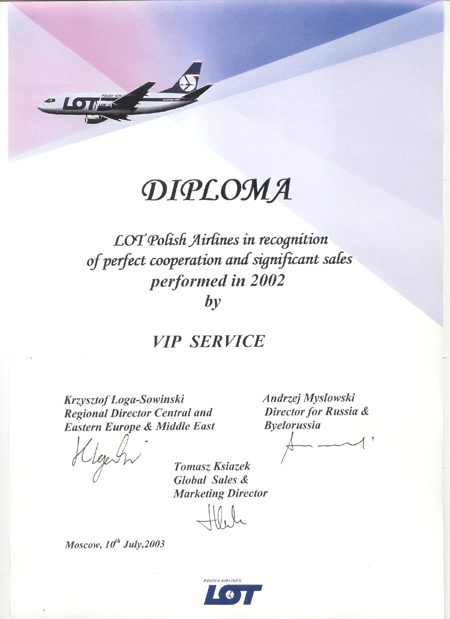 POLISH AIRLINES
LOT
DIPLOMA
LOT Polish Airlines in recognition
of perfect cooperation and significant sales
performed in 2002
by
VIP SERVICE
Krzysztof Loga-Sowinski
Regional Director Central and
Eastern Europe & Middle East
Andrzej Myslowski
Director for Russia &
Byelorussia
Tomasz Ksiazek
Global Sales &
Marketing Director
Moscow, 10th July,2003
POLISH AIRLINES
LOT